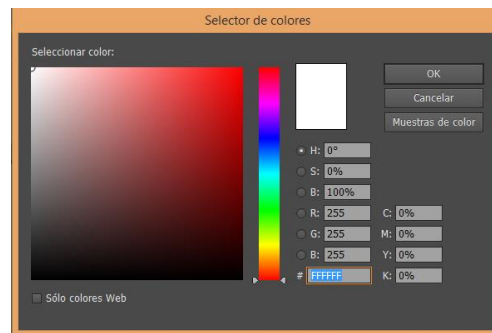 Selector de colores
Seleccionar color:
OK
Cancelar
Muestras de color
H: 0°
S: 0%
B: 100%
R: 255 C: 0%
G: 255 M: 0%
B: 255 Y: 0%
# FFFFFF K: 0%
Sólo colores Web